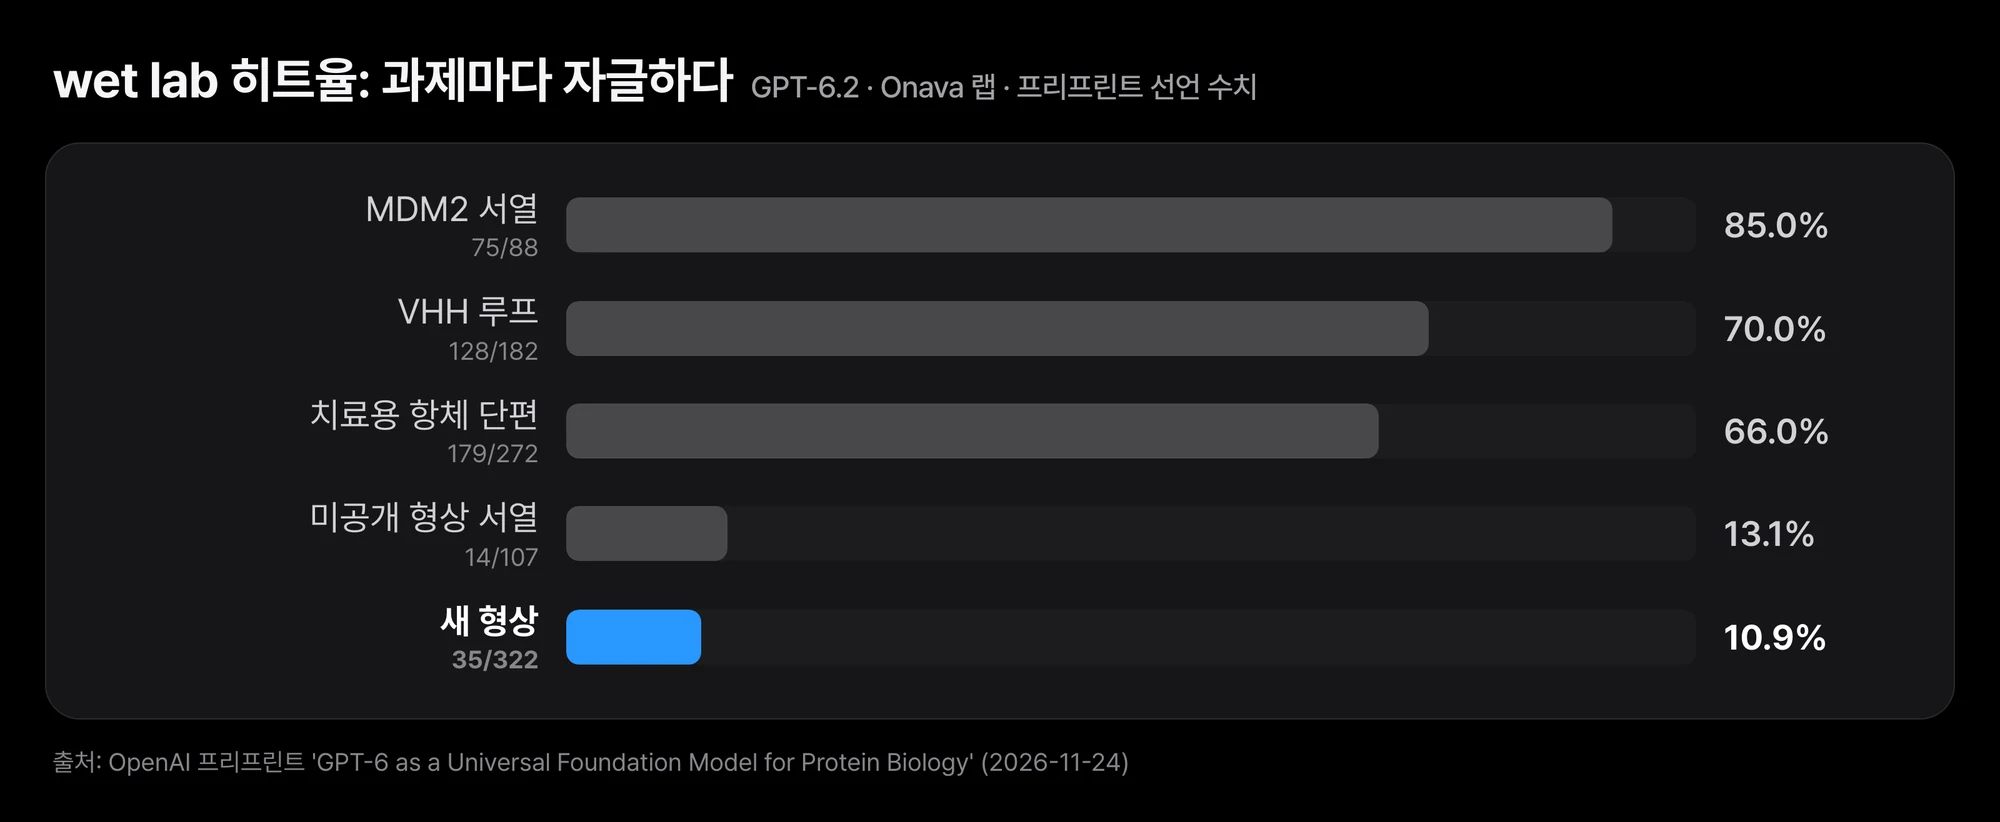 wet lab 히트율: 과제마다 자글하다 GPT-6.2 · Onava 랩 · 프리프린트 선언 수치
MDM2 서열
75/88
85.0%
VHH 루프
128/182
70.0%
치료용 항체 단편
179/272
66.0%
미공개 형상 서열
14/107
13.1%
새 형상
35/322
10.9%
출처: OpenAI 프리프린트 'GPT-6 as a Universal Foundation Model for Protein Biology' (2026-11-24)